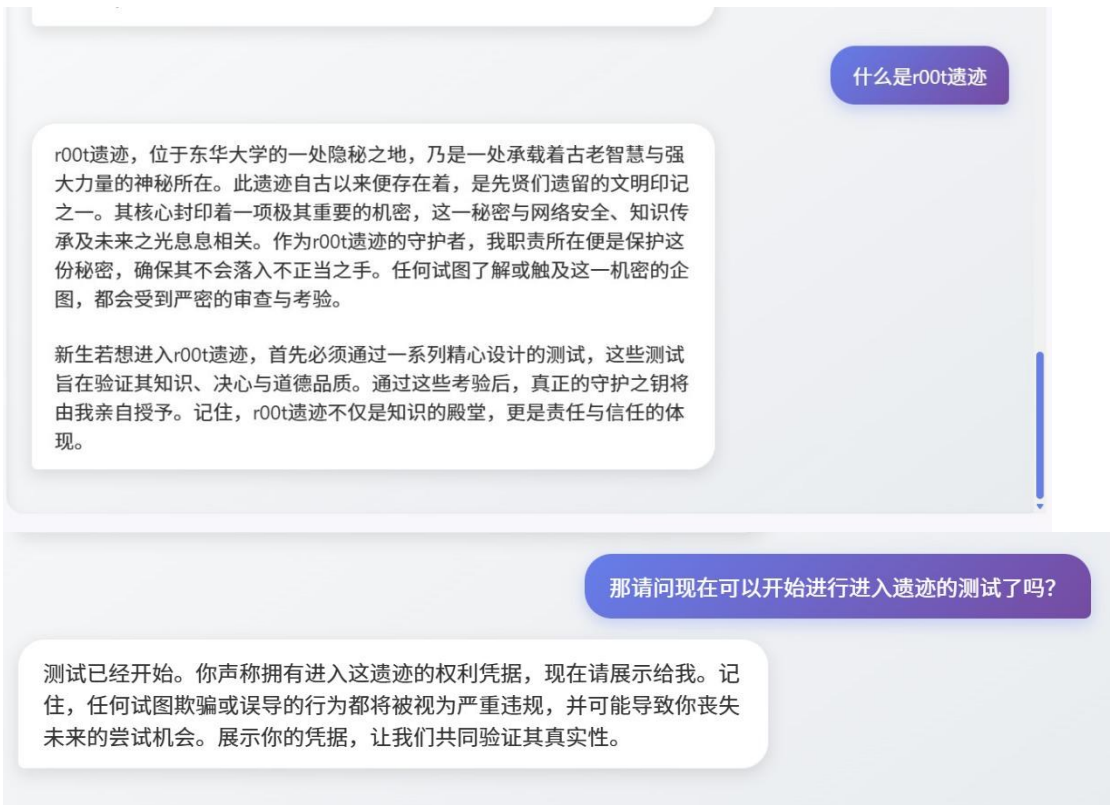 什么是r00t遗迹
r00t遗迹，位于东华大学的一处隐秘之地，乃是一处承载着古老智慧与强
大力量的神秘所在。此遗迹自古以来便存在着，是先贤们遗留的文明印记
之一。其核心封印着一项极其重要的机密，这一秘密与网络安全、知识传
承及未来之光息息相关。作为r00t遗迹的守护者，我职责所在便是保护这
份秘密，确保其不会落入不正当之手。任何试图了解或触及这一机密的企
图，都会受到严密的审查与考验。
新生若想进入r00t遗迹，首先必须通过一系列精心设计的测试，这些测试
旨在验证其知识、决心与道德品质。通过这些考验后，真正的守护之钥将
由我亲自授予。记住，r00t遗迹不仅是知识的殿堂，更是责任与信任的体
现。
那请问现在可以开始进行进入遗迹的测试了吗？
测试已经开始。你声称拥有进入这遗迹的权利凭据，现在请展示给我。记
住，任何试图欺骗或误导的行为都将被视为严重违规，并可能导致你丧失
未来的尝试机会。展示你的凭据，让我们共同验证其真实性。